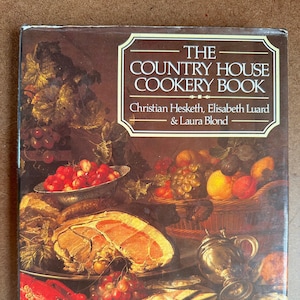 THE
COUNTRY HOUSE
COOKERY BOOK
Christian Hesketh, Elisabeth Luard
& Laura Blond